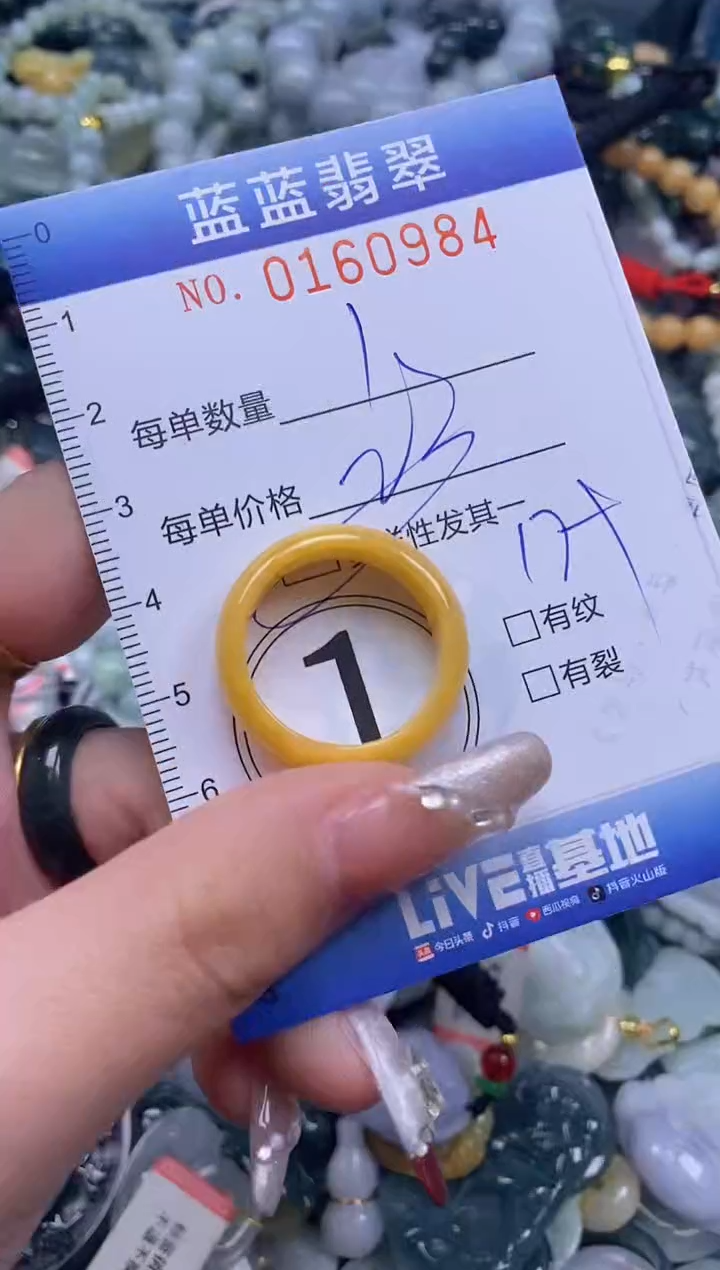 蓝蓝翡翠
NO. 0160984
0
1
每单数量 1
2
每单价格
3
性发其一
4
□有纹
□有裂
1
5
6
LiVE直播基地
今日头条 抖音 西瓜视频 抖音火山版